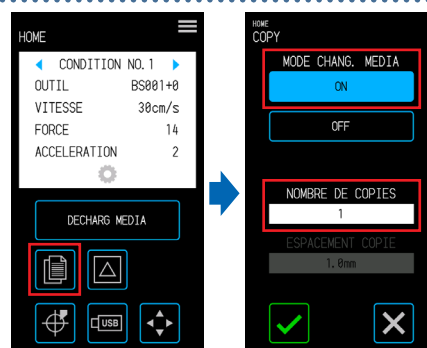 HOME
CONDITION NO.1
OUTIL BS001+0
VITESSE 30cm/s
FORCE 14
ACCELERATION 2
DECHARG MEDIA
USB
HOME
COPY
MODE CHANG. MEDIA
ON
OFF
NOMBRE DE COPIES
1
ESPACEMENT COPIE
1.0mm